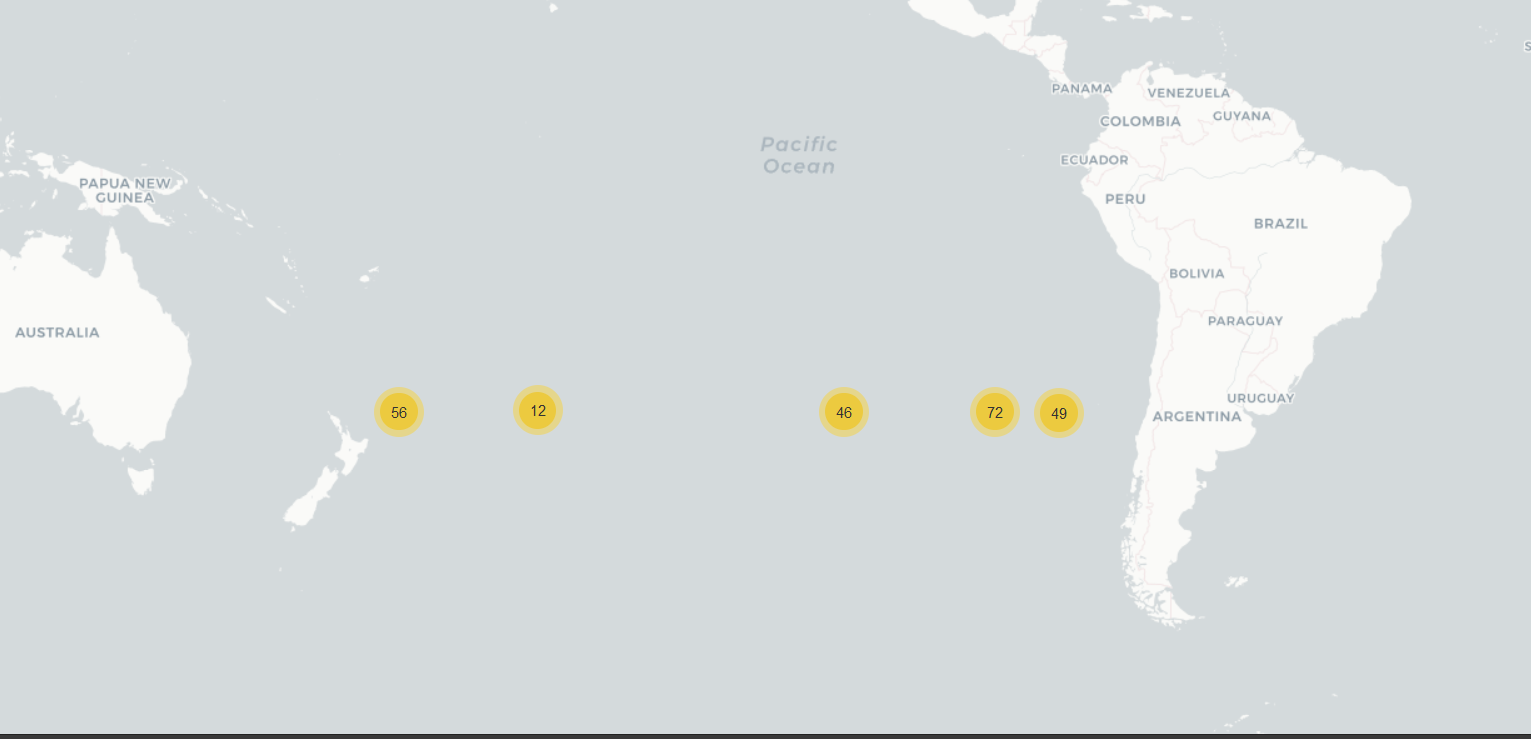 PANAMA
VENEZUELA
GUYANA
COLOMBIA
Pacific
Ocean
ECUADOR
PAPUA NEW
GUINEA
PERU
BRAZIL
BOLIVIA
PARAGUAY
AUSTRALIA
URUGUAY
ARGENTINA
56
12
46
72
49